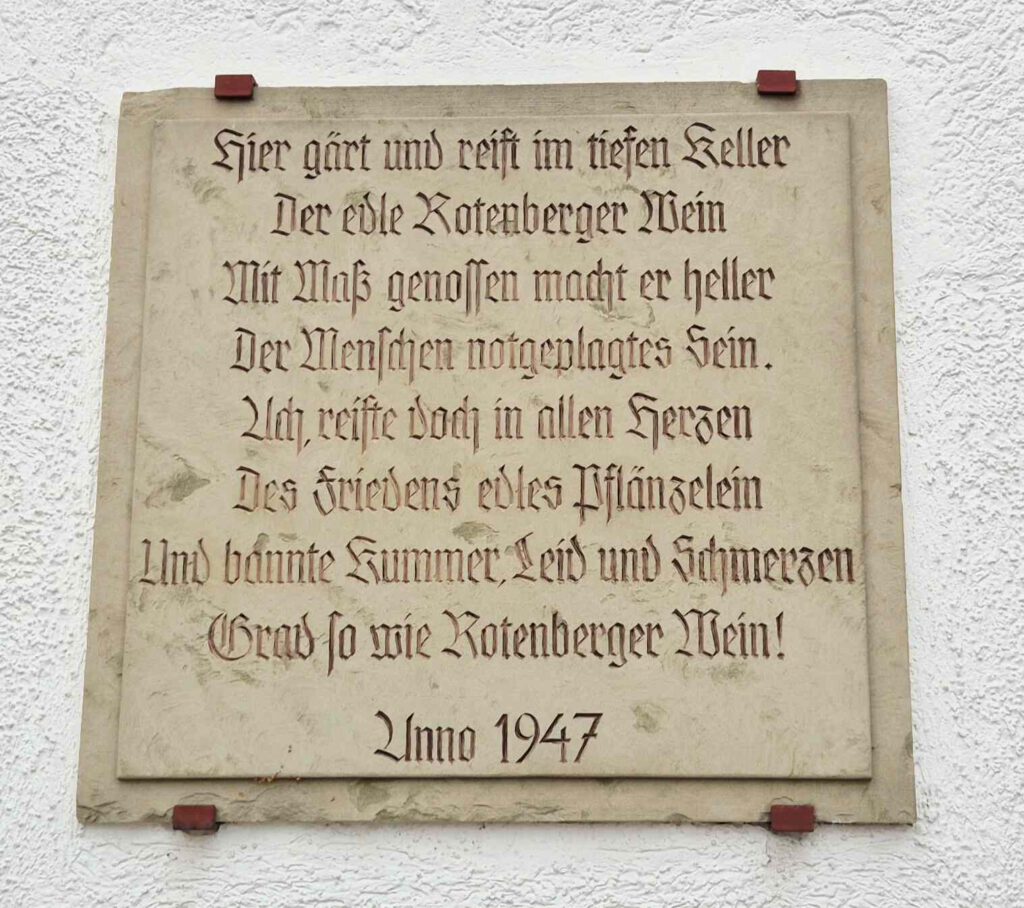 Hier gärt und reift im tiefen Keller
Der edle Rotenberger Wein
Mit Maß genoſſen macht er heller
Der Menſchen notgeplagtes Sein.
Ach, reifte doch in allen Herzen
Des Friedens edles Pflänzelein
Und bannte Kummer, Leid und Schmerzen
Grad ſo wie Rotenberger Wein!
Anno 1947